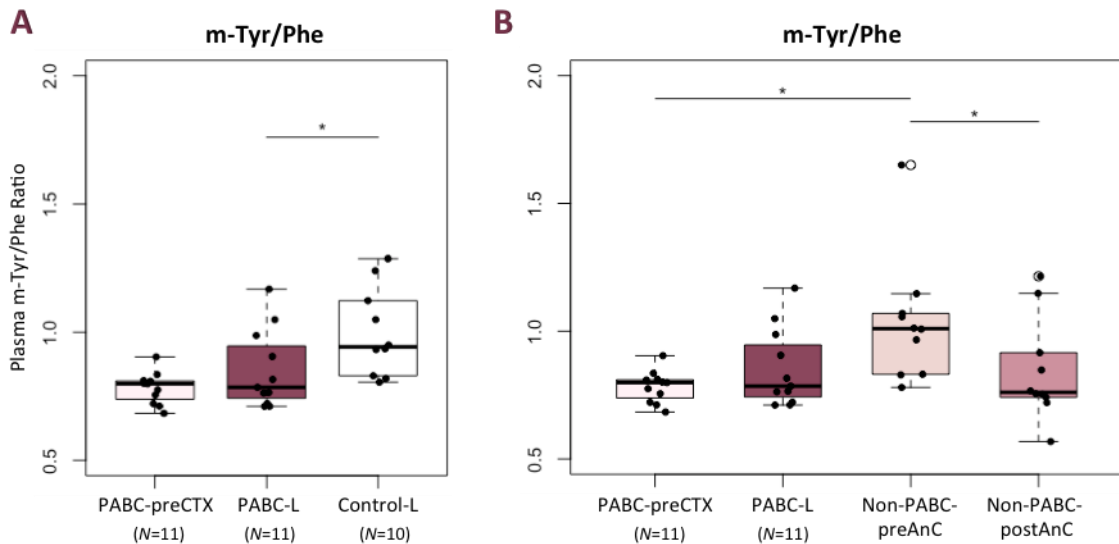 A
m-Tyr/Phe
Plasma m-Tyr/Phe Ratio
2.0
1.5
1.0
0.5
*
PABC-preCTX
(N=11)
PABC-L
(N=11)
Control-L
(N=10)
B
m-Tyr/Phe
2.0
1.5
1.0
0.5
*
*
PABC-preCTX
(N=11)
PABC-L
(N=11)
Non-PABC-
preAnC
Non-PABC-
postAnC